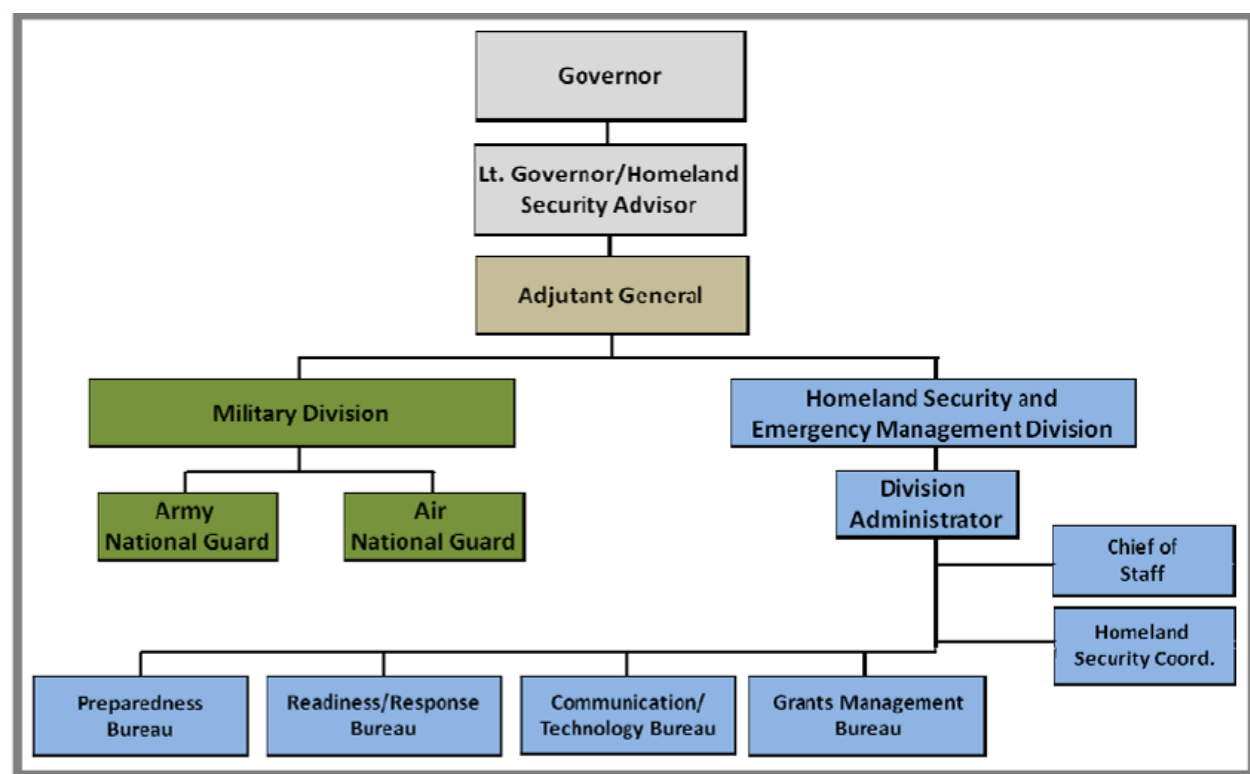 Governor
Lt. Governor/Homeland
Security Advisor
Adjutant General
Military Division
Homeland Security and
Emergency Management Division
Army
National Guard
Air
National Guard
Division
Administrator
Chief of
Staff
Homeland
Security Coord.
Preparedness
Bureau
Readiness/Response
Bureau
Communication/
Technology Bureau
Grants Management
Bureau